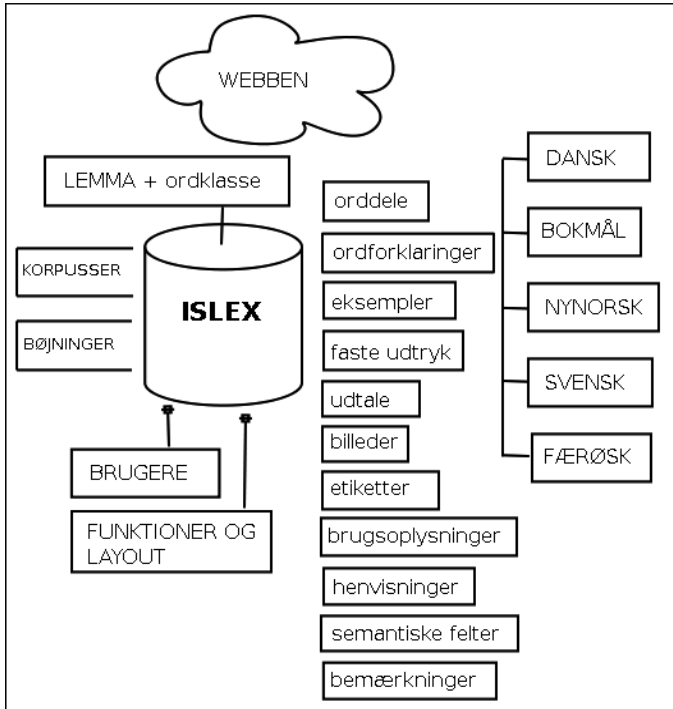 WEBBEN
LEMMA + ordklasse
KORPUSSER
BØJNINGER
ISLEX
BRUGERE
FUNKTIONER OG
LAYOUT
orddele
ordforklaringer
eksempler
faste udtryk
udtale
billeder
etiketter
brugsoplysninger
henvisninger
semantiske felter
bemærkninger
DANSK
BOKMÅL
NYNORSK
SVENSK
FÆRØSK